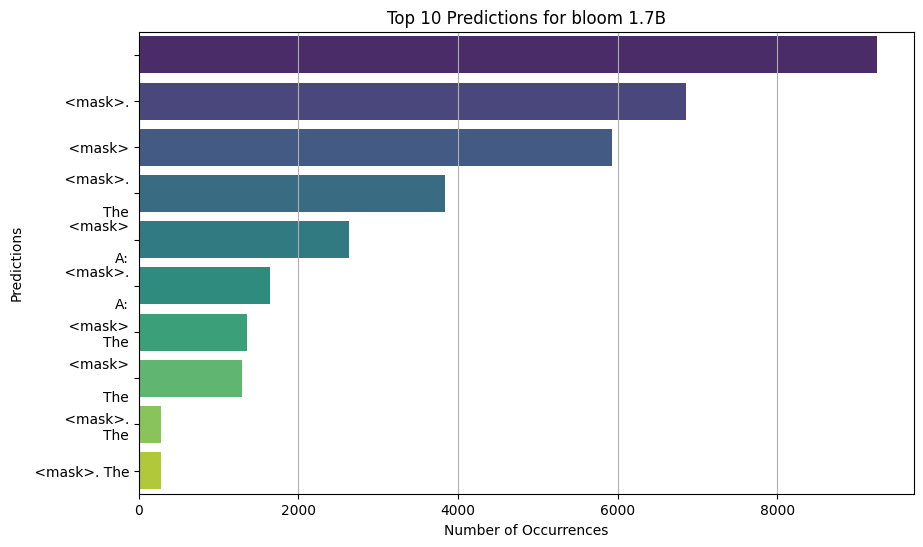 Top 10 Predictions for bloom 1.7B
Predictions
<mask>.
<mask>
<mask>.
The
<mask>
A:
<mask>.
A:
<mask>
The
<mask>
The
<mask>.
The
<mask>. The
0 2000 4000 6000 8000
Number of Occurrences